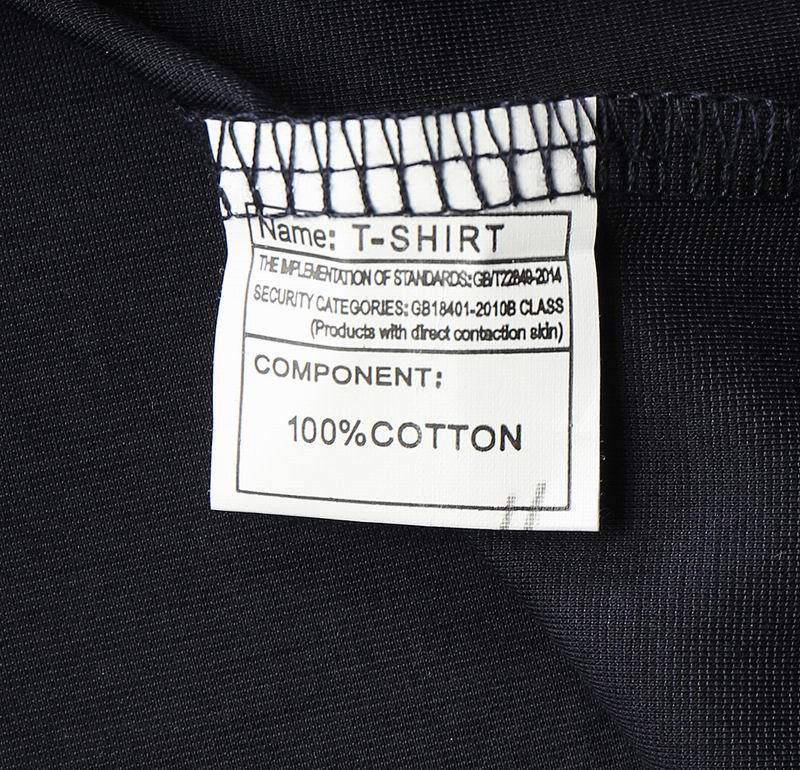 Name: T-SHIRT
THE IMPLEMENTATION OF STANDARDS: GB/T22849-2014
SECURITY CATEGORIES: GB18401-2010B CLASS
(Products with direct contaction skin)
COMPONENT:
100%COTTON